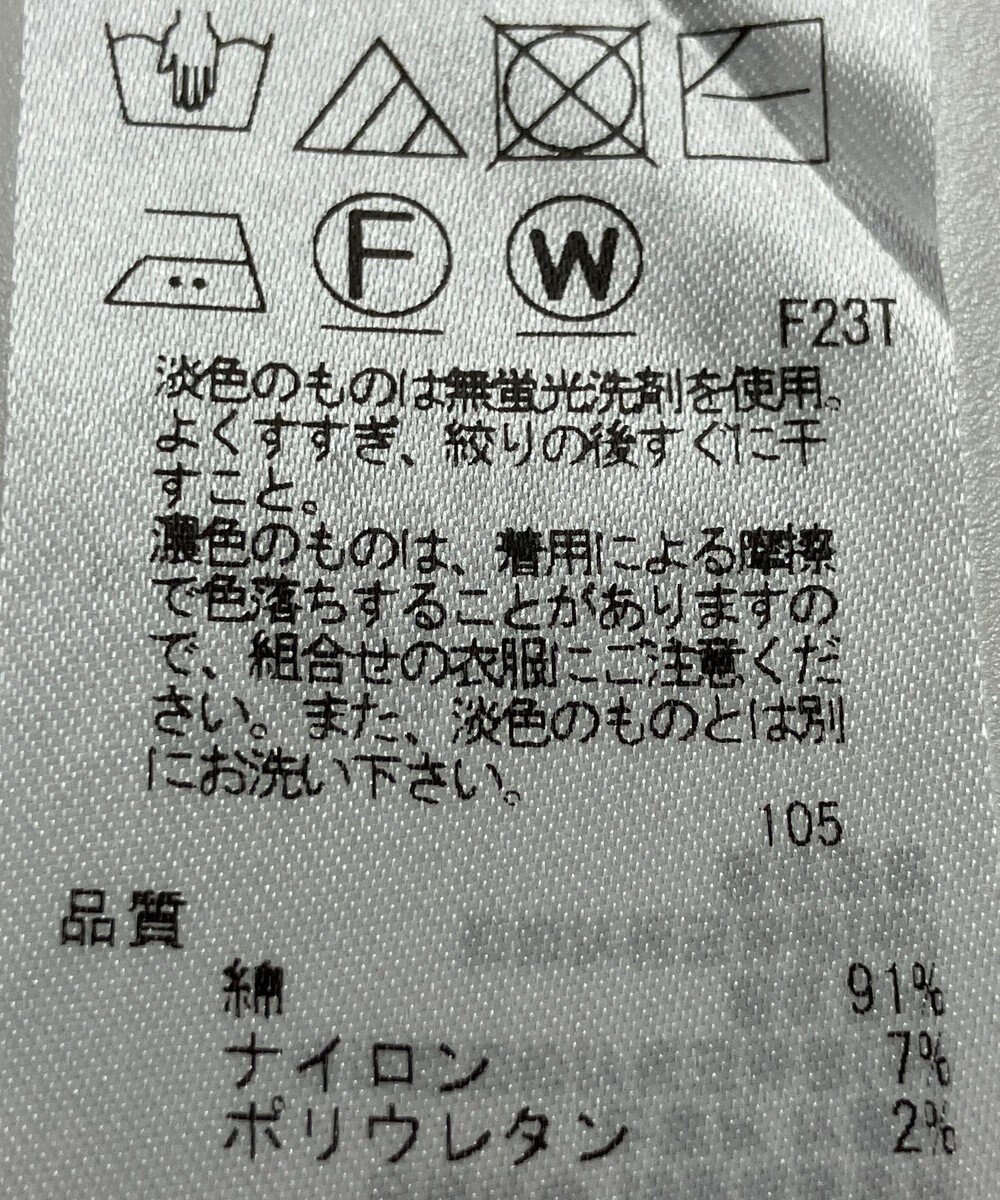 F
W
F23T
淡色のものは無蛍光洗剤を使用。
よくすすぎ、絞りの後すぐに干
すこと。
濃色のものは、着用による摩擦
で色落ちすることがありますの
で、組合せの衣服にご注意くだ
さい。また、淡色のものとは別
にお洗い下さい。
105
品質
綿 91%
ナイロン 7%
ポリウレタン 2%